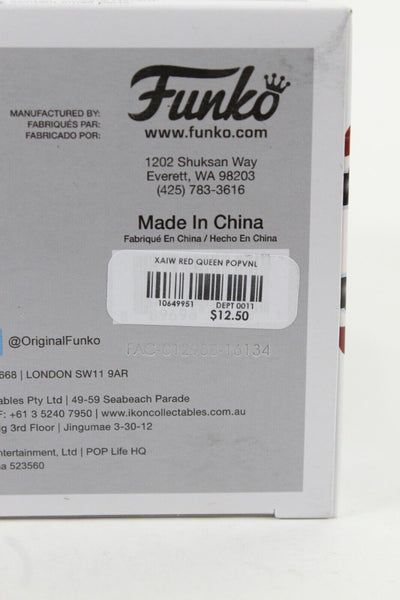 MANUFACTURED BY:
FABRIQUÉS PAR:
FABRICADO POR:
Funko
www.funko.com
1202 Shuksan Way
Everett, WA 98203
(425) 783-3616
Made In China
Fabriqué En China / Hecho En China
XAIW RED QUEEN POPVNL
10649951 DEPT 0011
$12.50
@OriginalFunko
668 | LONDON SW11 9AR
ables Pty Ltd | 49-59 Seabeach Parade
F: +61 3 5240 7950 | www.ikoncollectables.com.au
ig 3rd Floor | Jingumae 3-30-12
ntertainment, Ltd | POP Life HQ
a 523560